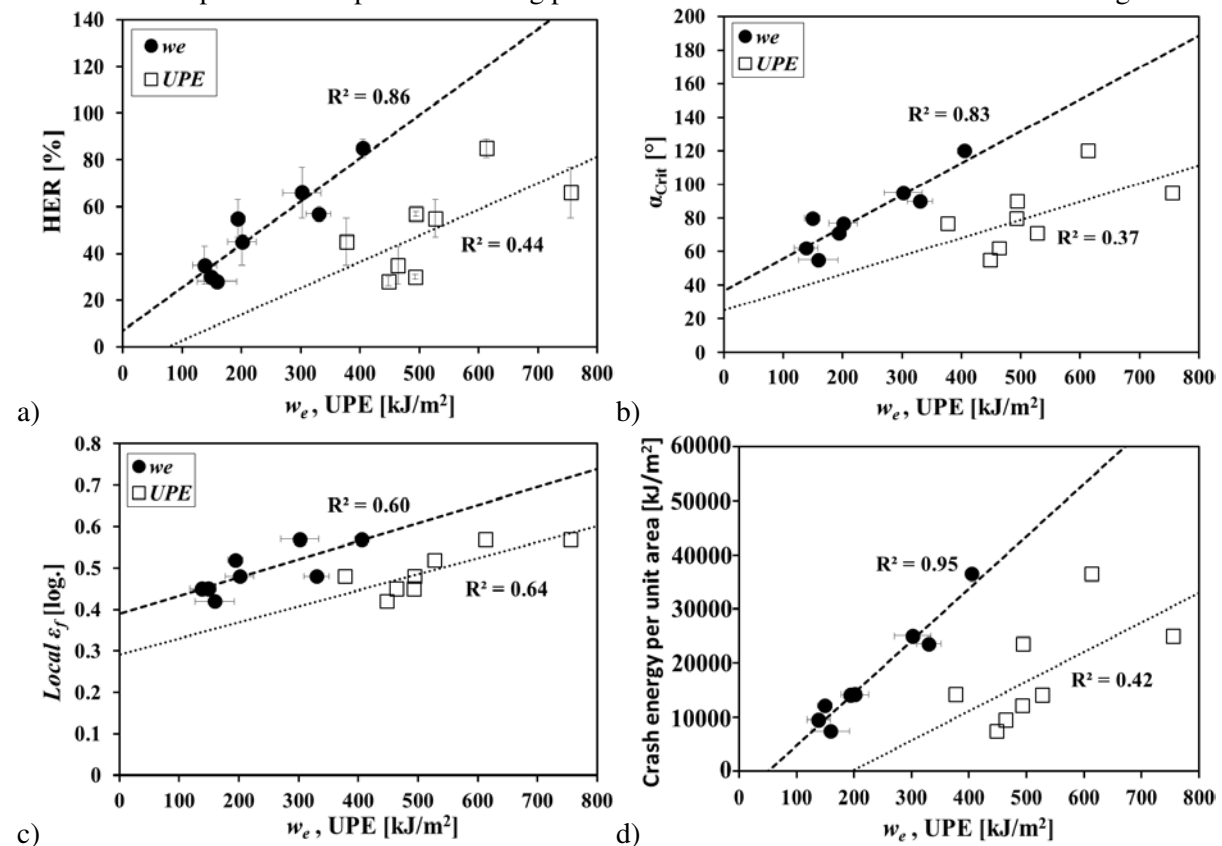 140
120
100
80
60
40
20
0
HER [%]
we
UPE
R² = 0.86
R² = 0.44
0 100 200 300 400 500 600 700 800
w_e , UPE [kJ/m²]
a)
200
180
160
140
120
100
80
60
40
20
0
α_Crit [°]
we
UPE
R² = 0.83
R² = 0.37
0 100 200 300 400 500 600 700 800
w_e , UPE [kJ/m²]
b)
0.8
0.7
0.6
0.5
0.4
0.3
0.2
0.1
0
Local ε_f [log.]
we
UPE
R² = 0.60
R² = 0.64
0 100 200 300 400 500 600 700 800
w_e , UPE [kJ/m²]
c)
60000
50000
40000
30000
20000
10000
0
Crash energy per unit area [kJ/m²]
R² = 0.95
R² = 0.42
0 100 200 300 400 500 600 700 800
w_e , UPE [kJ/m²]
d)